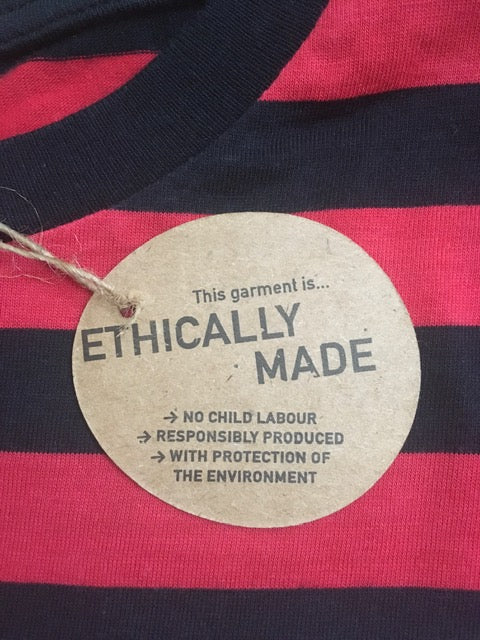 This garment is...
ETHICALLY
MADE
→ NO CHILD LABOUR
→ RESPONSIBLY PRODUCED
→ WITH PROTECTION OF
THE ENVIRONMENT